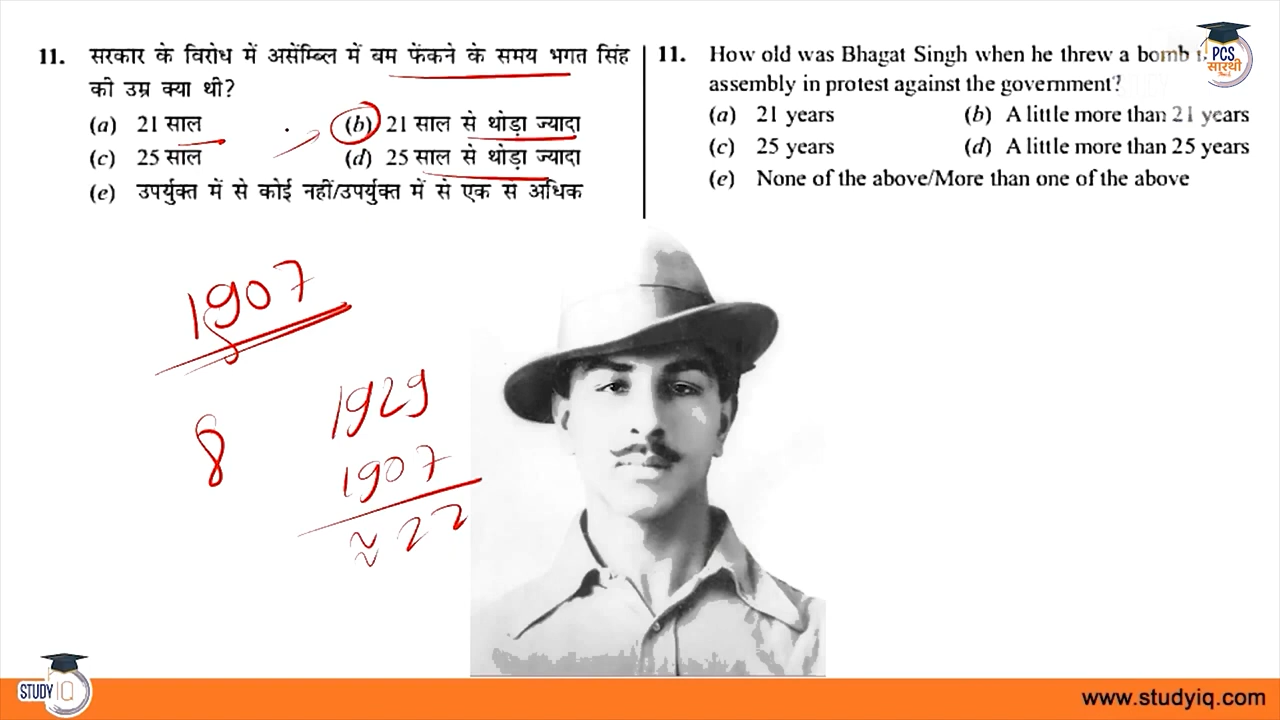 11. सरकार के विरोध में असेंम्ब्लि में बम फेंकने के समय भगत सिंह
की उम्र क्या थी?
(a) 21 साल (b) 21 साल से थोड़ा ज्यादा
(c) 25 साल (d) 25 साल से थोड़ा ज्यादा
(e) उपर्युक्त में से कोई नहीं/उपर्युक्त में से एक से अधिक
11. How old was Bhagat Singh when he threw a bomb
assembly in protest against the government?
(a) 21 years (b) A little more than 21 years
(c) 25 years (d) A little more than 25 years
(e) None of the above/More than one of the above
PCS
सारथी
1907
8
1929
1907
≈ 22
STUDY IQ
www.studyiq.com